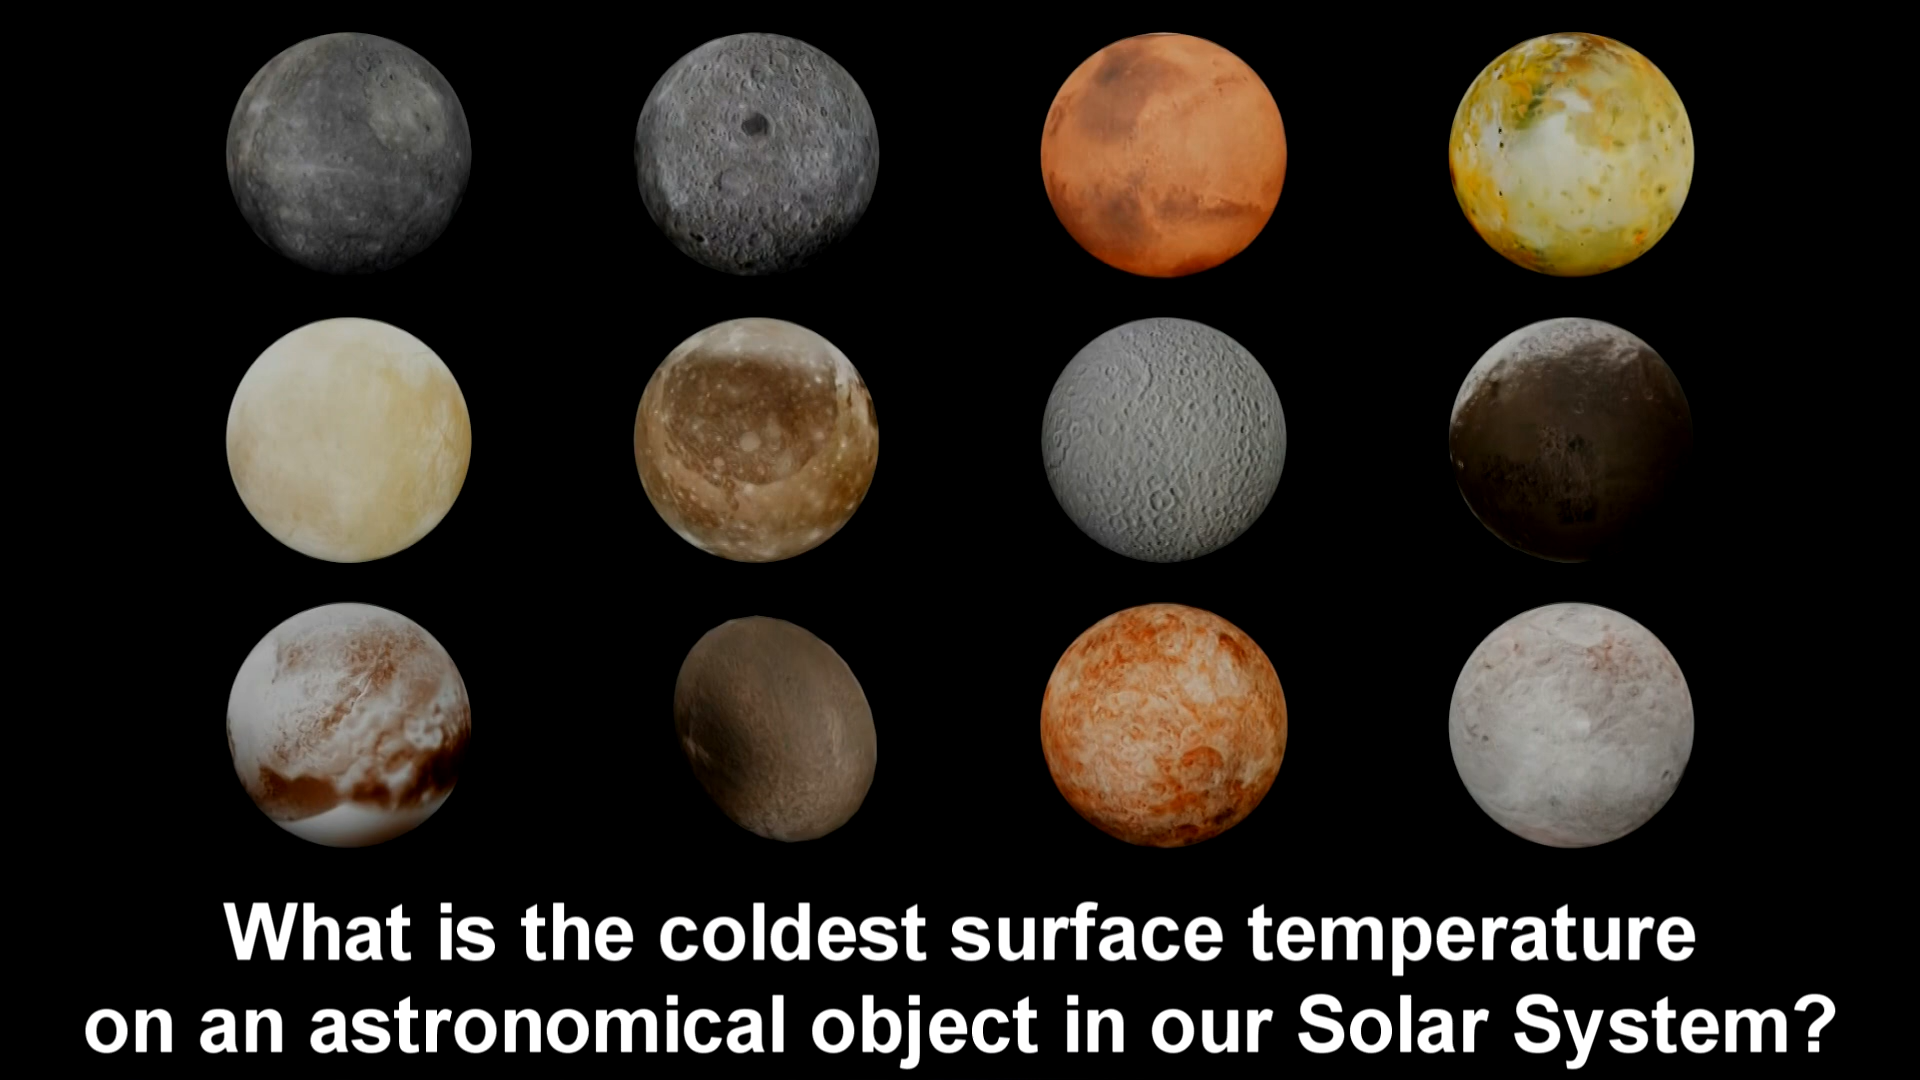 What is the coldest surface temperature
on an astronomical object in our Solar System?